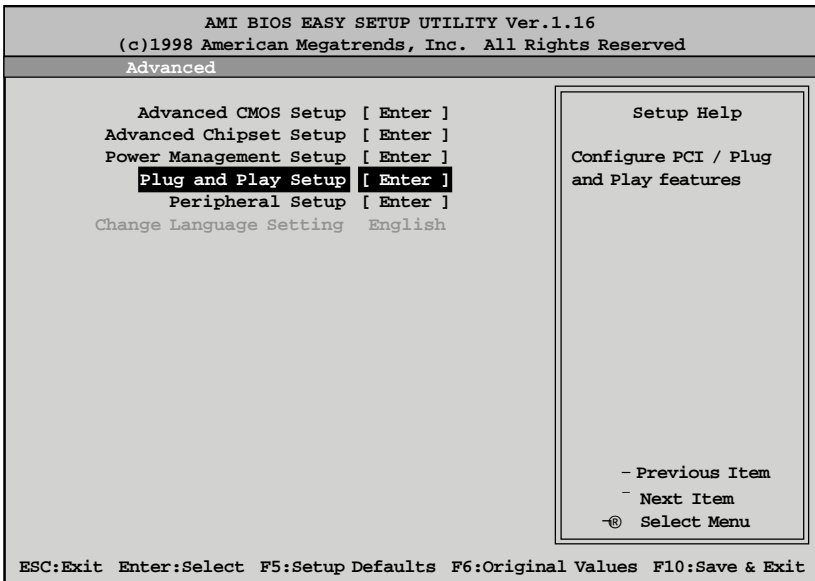 AMI BIOS EASY SETUP UTILITY Ver.1.16
(c)1998 American Megatrends, Inc. All Rights Reserved
Advanced
Advanced CMOS Setup [ Enter ]
Advanced Chipset Setup [ Enter ]
Power Management Setup [ Enter ]
Plug and Play Setup [ Enter ]
Peripheral Setup [ Enter ]
Change Language Setting English
Setup Help
Configure PCI / Plug
and Play features
– Previous Item
¯ Next Item
¬® Select Menu
ESC:Exit Enter:Select F5:Setup Defaults F6:Original Values F10:Save & Exit